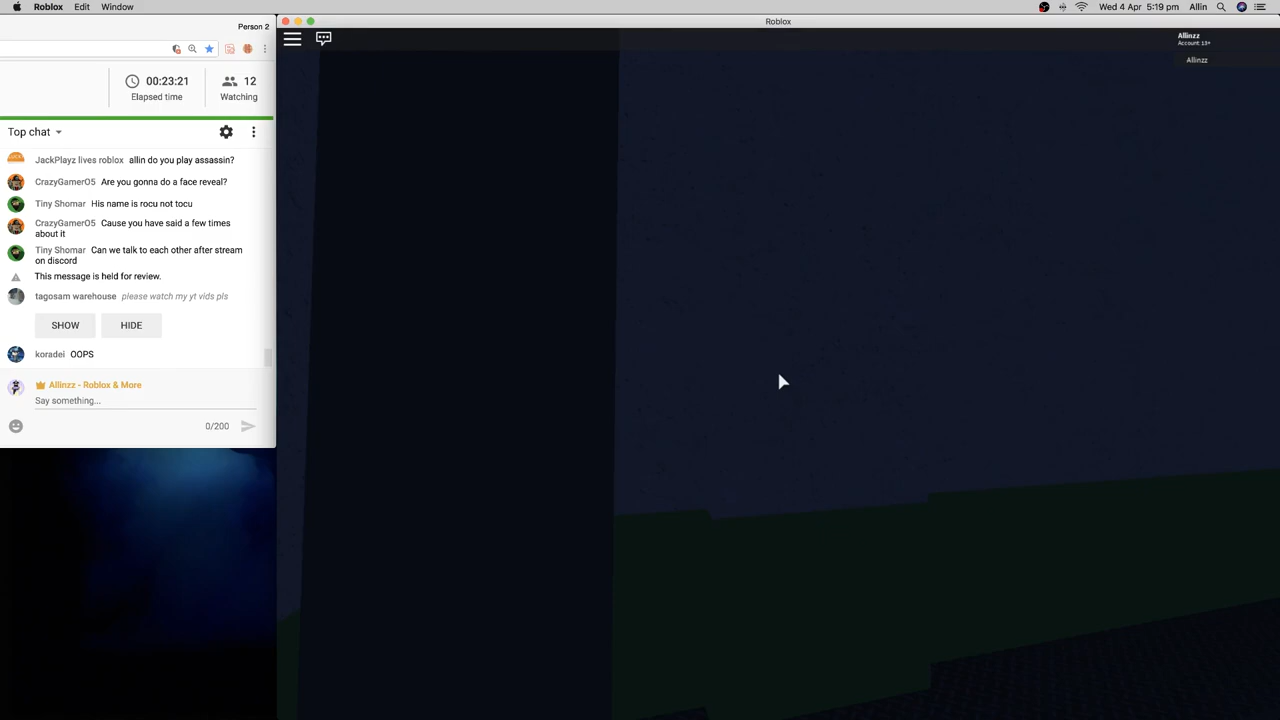 Roblox Edit Window
Wed 4 Apr 5:19 pm Allin
Roblox
Person 2
Allinzz
Account: 13+
Allinzz
00:23:21
Elapsed time
12
Watching
Top chat
JackPlayz lives roblox allin do you play assassin?
CrazyGamerO5 Are you gonna do a face reveal?
Tiny Shomar His name is rocu not tocu
CrazyGamerO5 Cause you have said a few times
about it
Tiny Shomar Can we talk to each other after stream
on discord
This message is held for review.
tagosam warehouse please watch my yt vids pls
SHOW HIDE
koradei OOPS
Allinzz - Roblox & More
Say something...
0/200